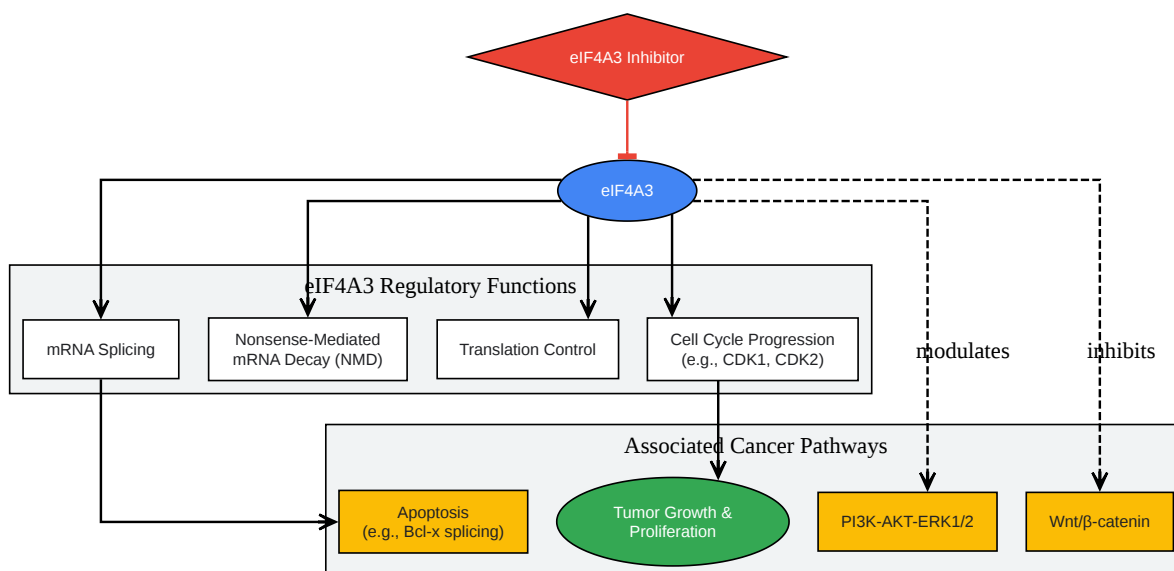 eIF4A3 Inhibitor
eIF4A3
eIF4A3 Regulatory Functions
mRNA Splicing
Nonsense-Mediated
mRNA Decay (NMD)
Translation Control
Cell Cycle Progression
(e.g., CDK1, CDK2)
modulates
inhibits
Associated Cancer Pathways
Apoptosis
(e.g., Bcl-x splicing)
Tumor Growth &
Proliferation
PI3K-AKT-ERK1/2
Wnt/β-catenin